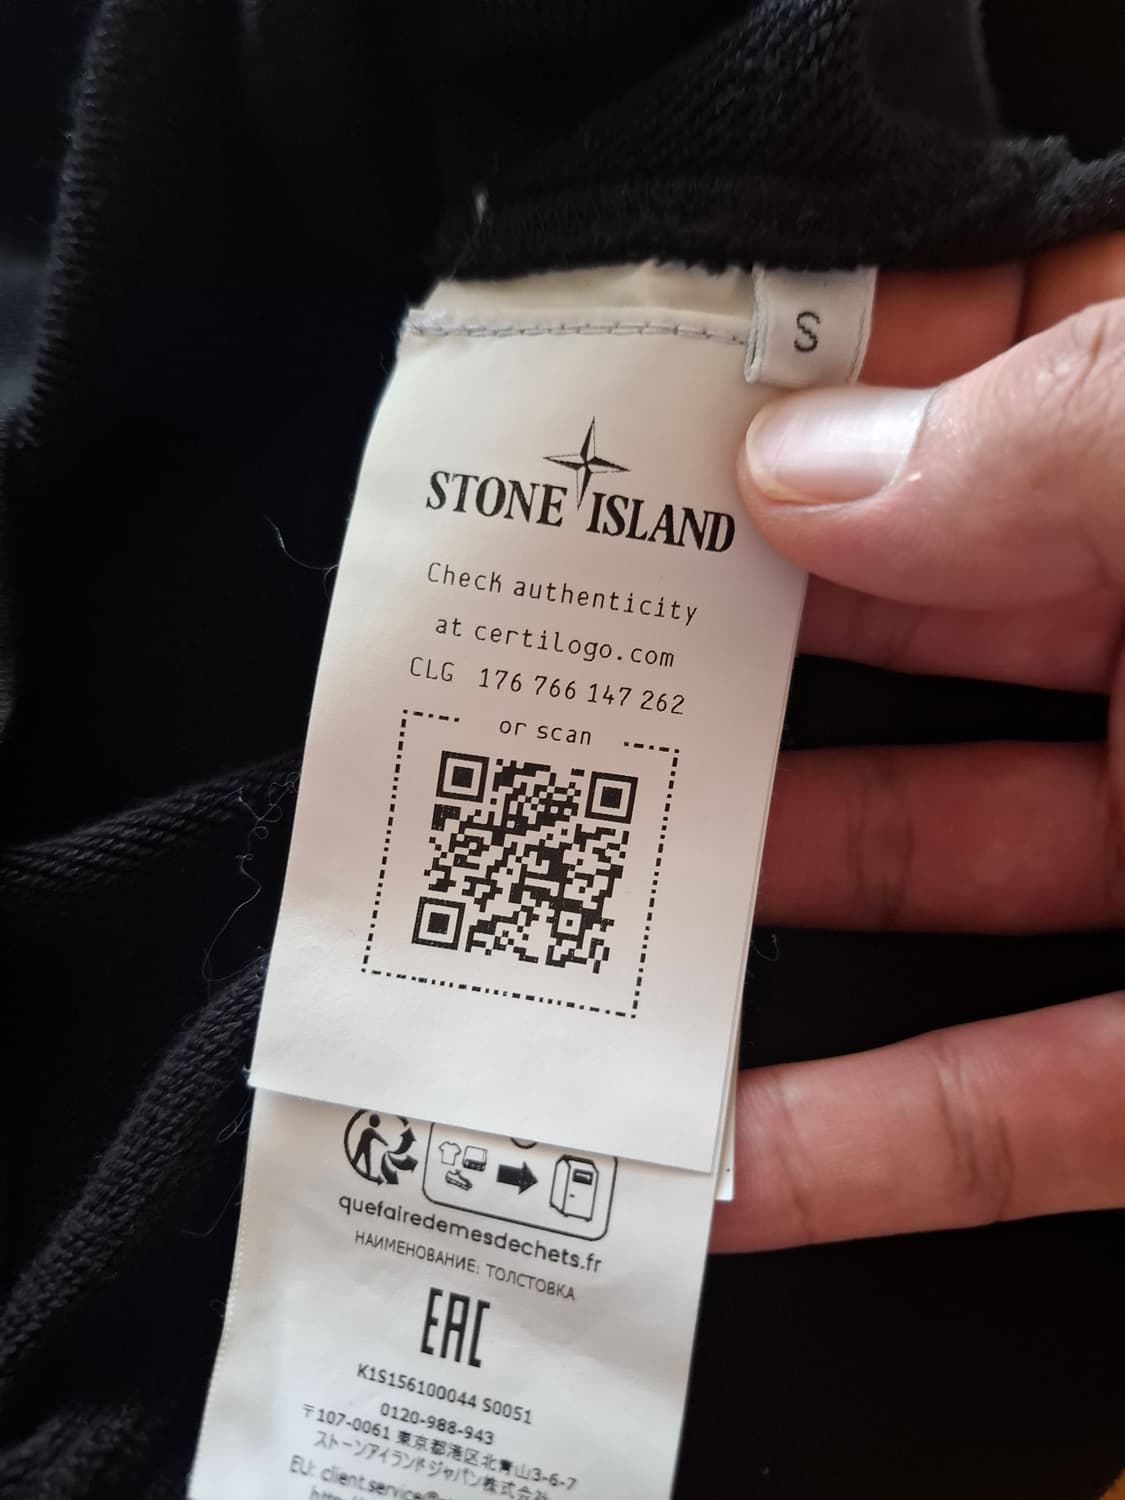 S
STONE ISLAND
Check authenticity
at certilogo.com
CLG 176 766 147 262
or scan
quefairedemesdechets.fr
НАИМЕНОВАНИЕ: ТОЛСТОВКА
EAC
K1S156100044 S0051
0120-988-943
〒107-0061 東京都港区北青山3-6-7
ストーンアイランドジャパン株式会社
EU: client.service@